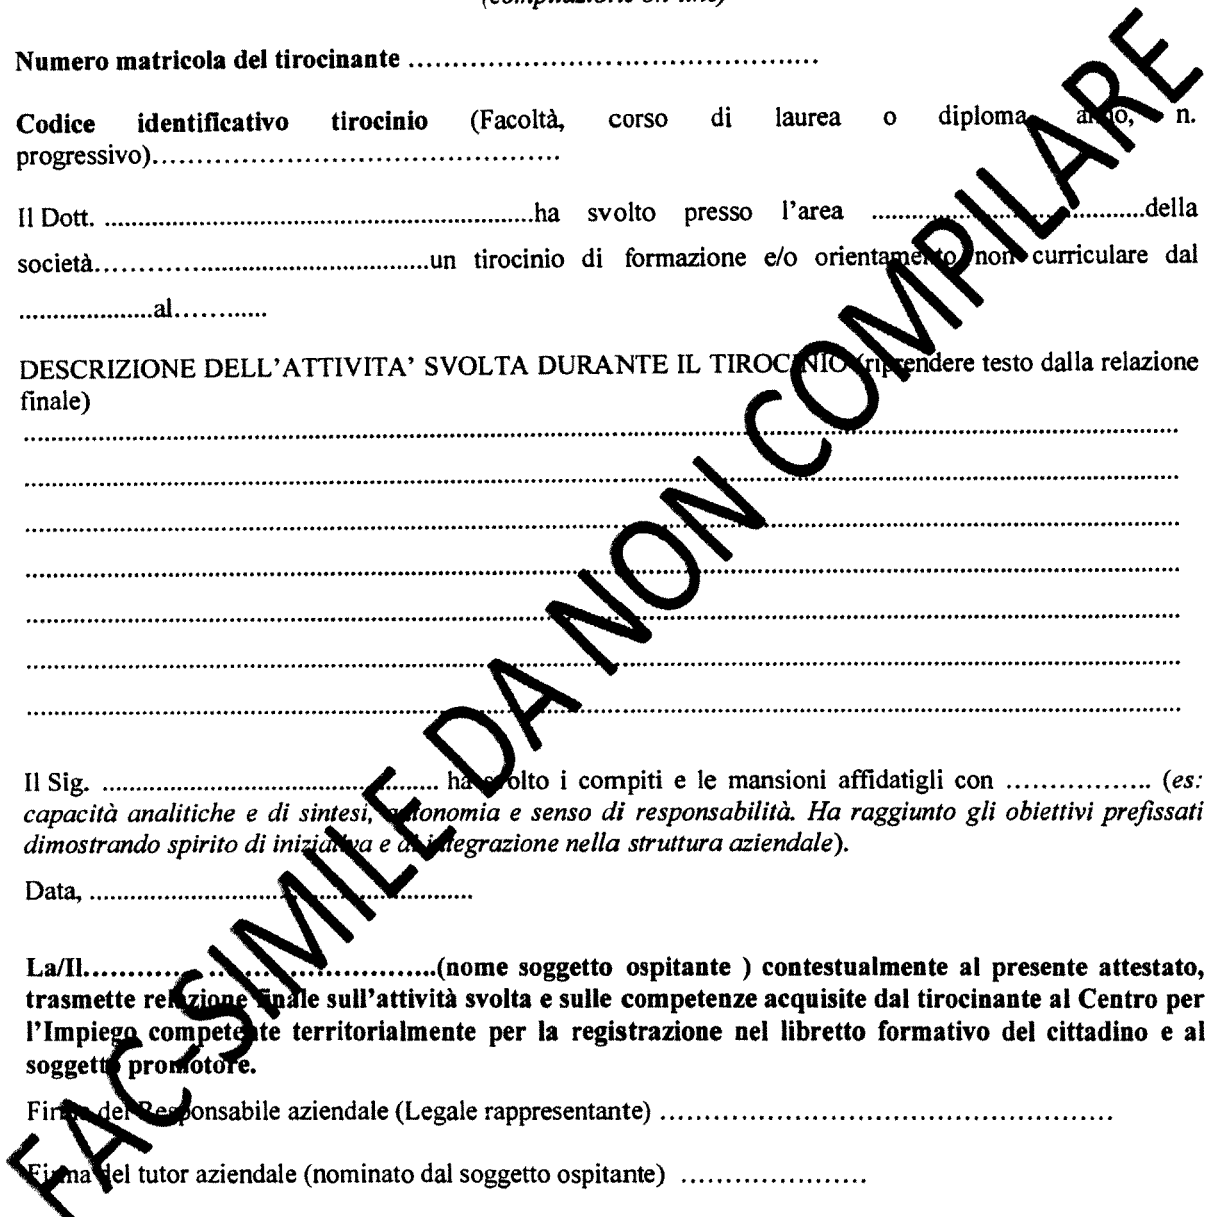 (compilazione on-line)
Numero matricola del tirocinante ................................................
Codice identificativo tirocinio (Facoltà, corso di laurea o diploma, anno, n.
progressivo)................................................
Il Dott. ................................................................ha svolto presso l'area .........................................della
società................................................un tirocinio di formazione e/o orientamento non curriculare dal
....................al............
DESCRIZIONE DELL'ATTIVITA' SVOLTA DURANTE IL TIROCINIO (riprendere testo dalla relazione
finale)
................................................................................................................
................................................................................................................
................................................................................................................
................................................................................................................
................................................................................................................
................................................................................................................
................................................................................................................
Il Sig. .................................................. ha svolto i compiti e le mansioni affidatigli con ................. (es:
capacità analitiche e di sintesi, autonomia e senso di responsabilità. Ha raggiunto gli obiettivi prefissati
dimostrando spirito di iniziativa e di integrazione nella struttura aziendale).
Data, .........................................................
La/Il.........................................(nome soggetto ospitante ) contestualmente al presente attestato,
trasmette relazione finale sull'attività svolta e sulle competenze acquisite dal tirocinante al Centro per
l'Impiego competente territorialmente per la registrazione nel libretto formativo del cittadino e al
soggetto promotore.
Firma del Responsabile aziendale (Legale rappresentante) ....................................................
Firma del tutor aziendale (nominato dal soggetto ospitante) .....................
FAC-SIMILE DA NON COMPILARE